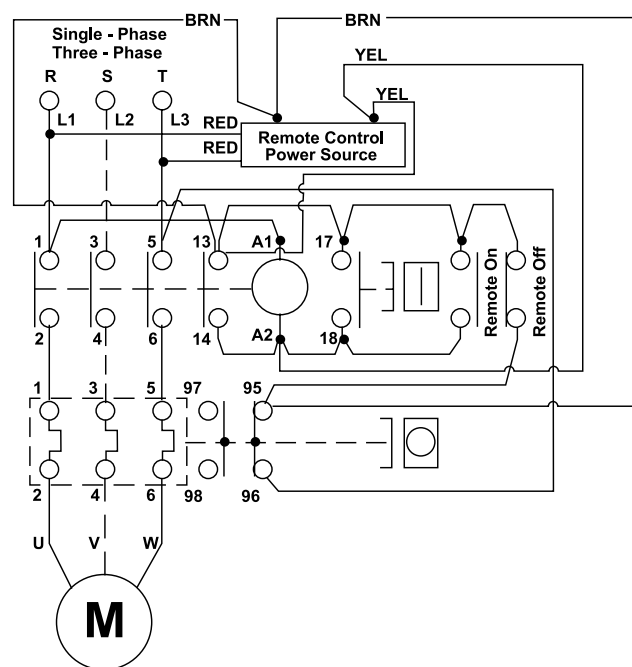 BRN
BRN
Single - Phase
Three - Phase
YEL
R
S
T
YEL
L1
L2
L3
RED
RED
Remote Control
Power Source
1
3
5
13
A1
17
Remote On
Remote Off
2
4
6
14
A2
18
1
3
5
97
95
2
4
6
98
96
U
V
W
M